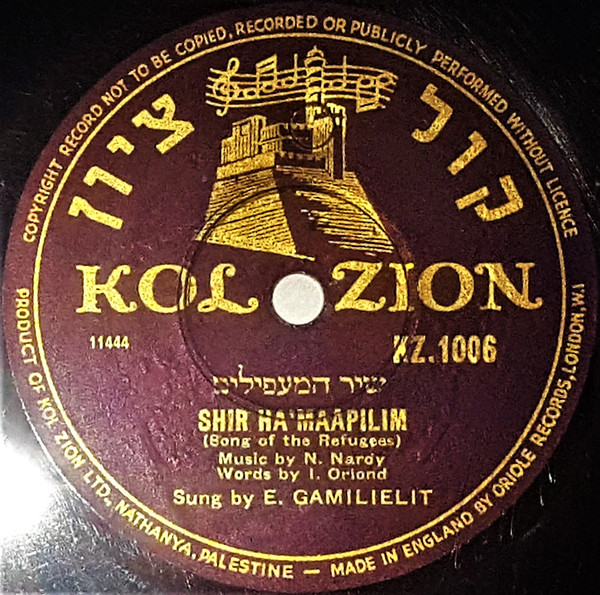 COPYRIGHT RECORD NOT TO BE COPIED, RECORDED OR PUBLICLY PERFORMED WITHOUT LICENCE
קול ציון
KOL ZION
11444
KZ.1006
שיר המעפילים
SHIR HA'MAAPILIM
(Song of the Refugees)
Music by N. Nardy
Words by I. Oriond
Sung by E. GAMILIELIT
PRODUCT OF KOL ZION LTD., NATHANYA, PALESTINE — MADE IN ENGLAND BY ORIOLE RECORDS, LONDON, W.1